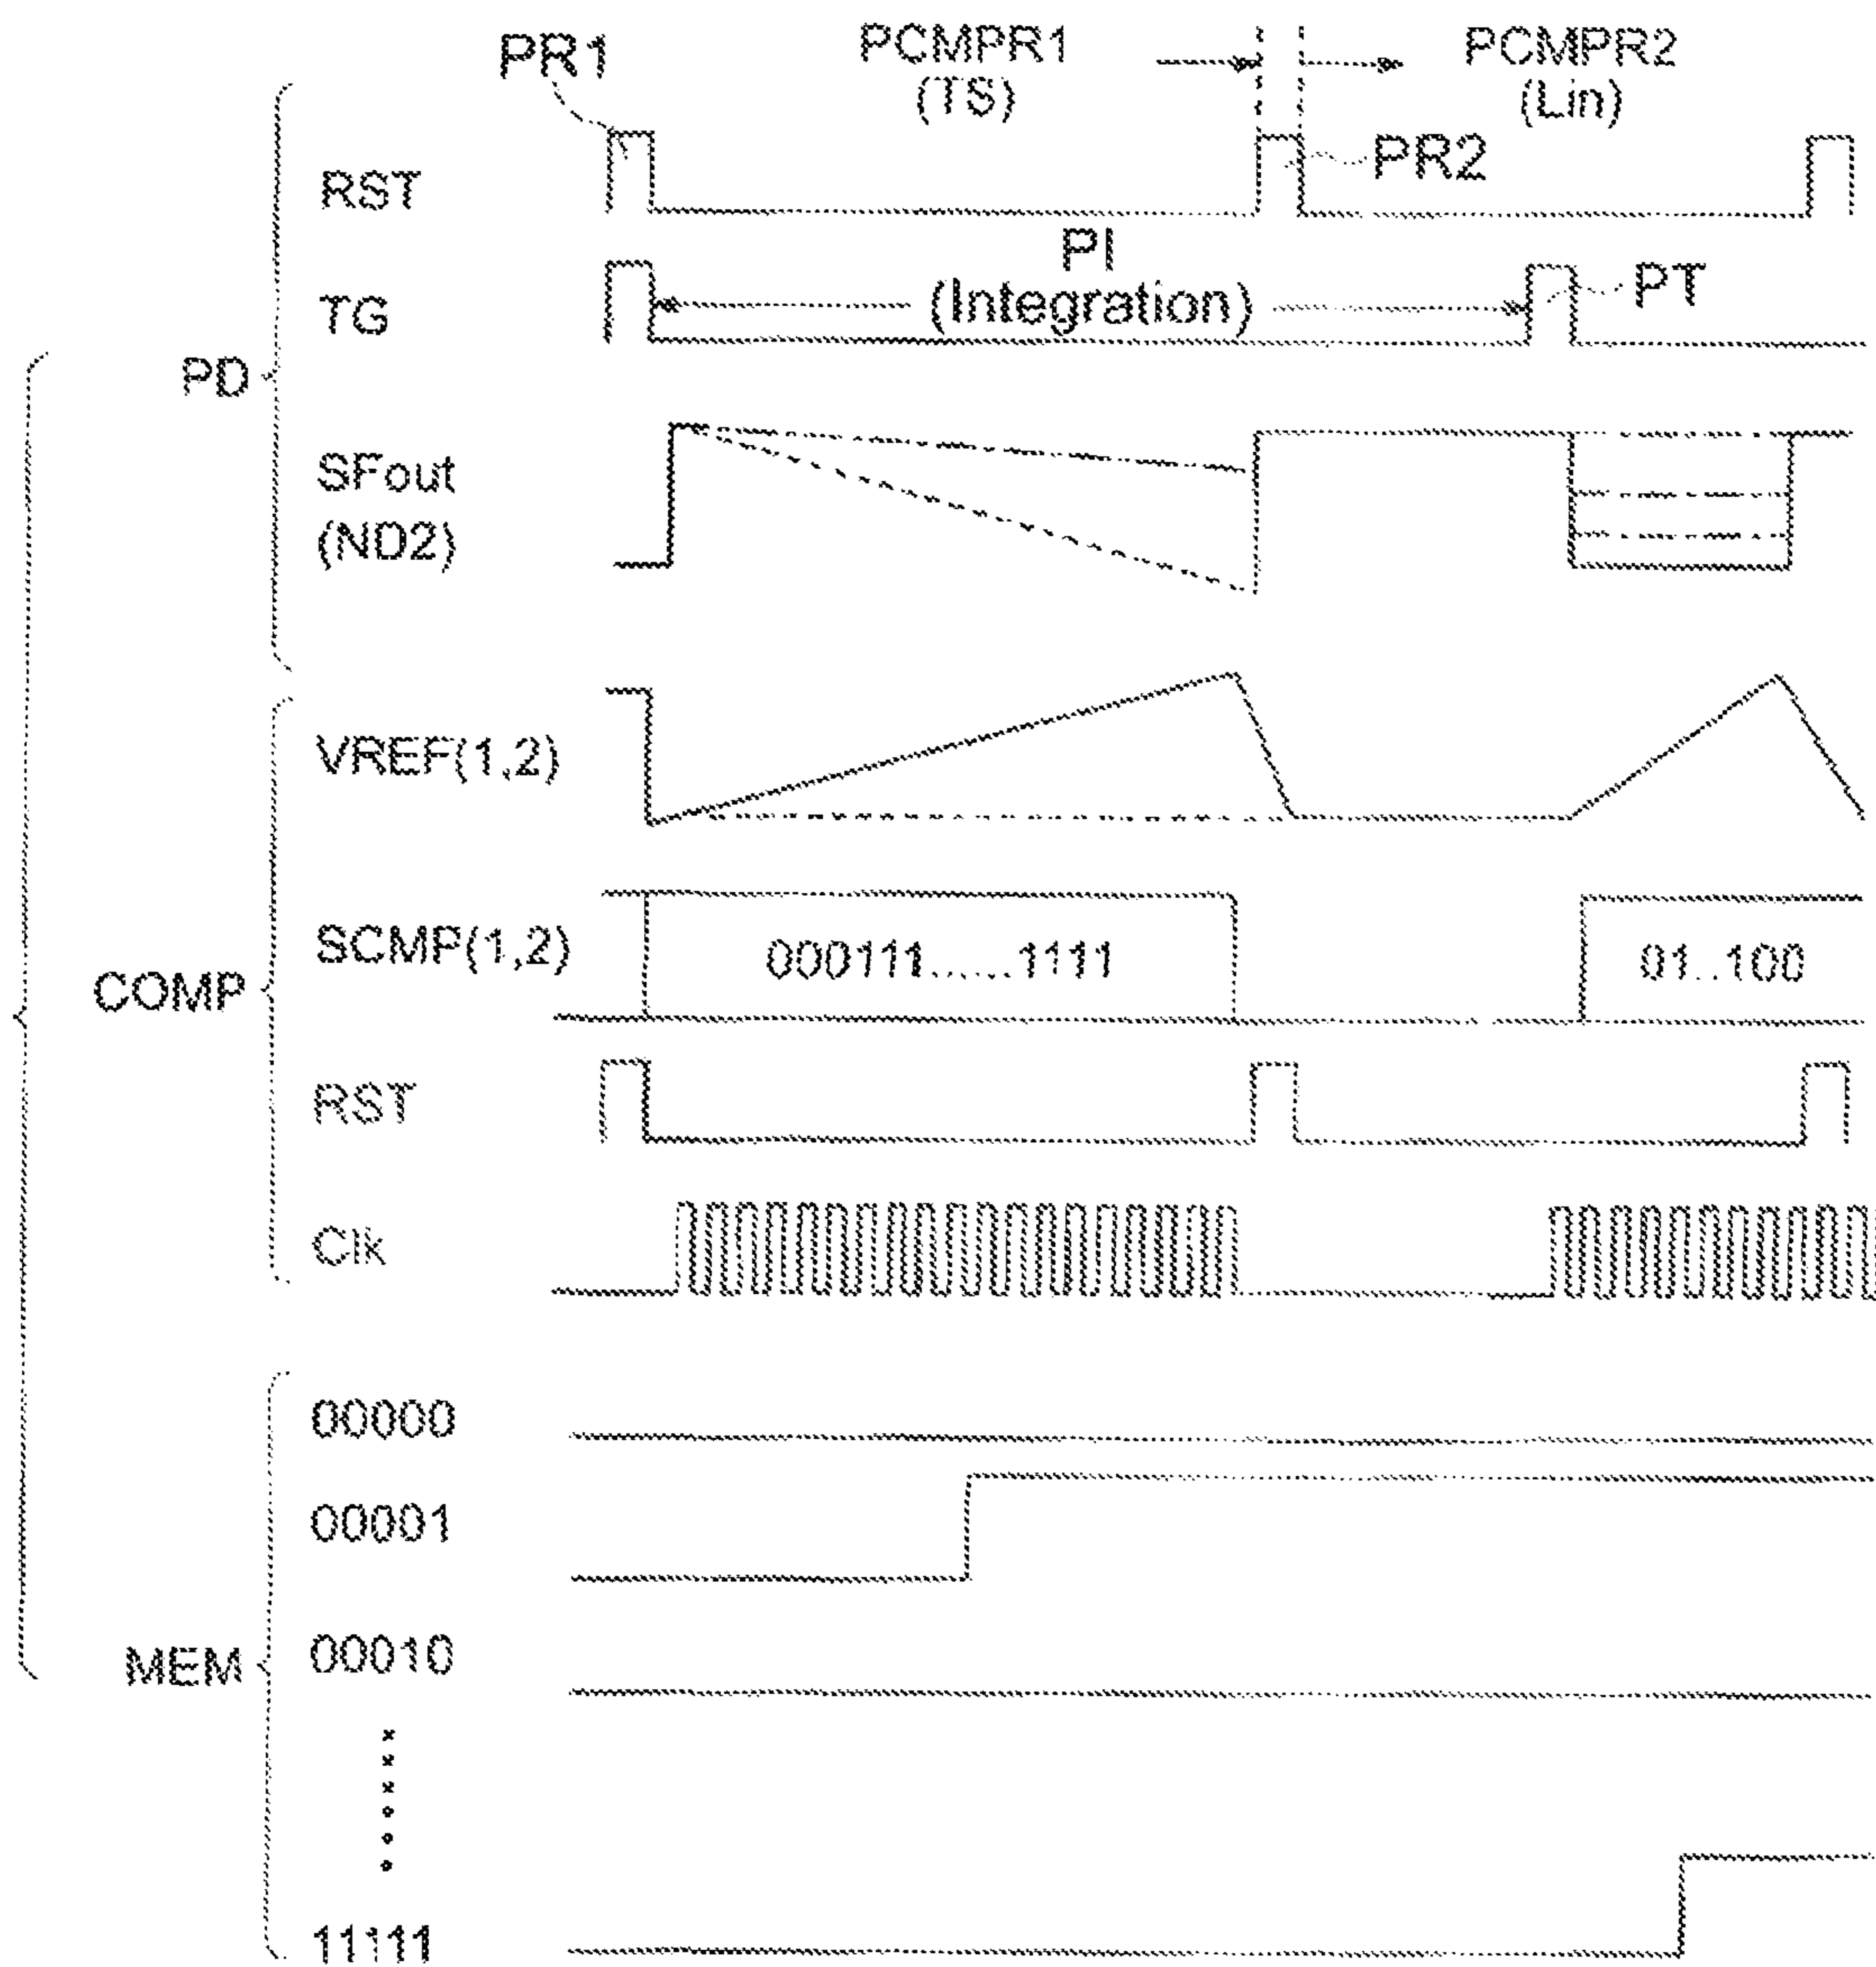 PR1
PCMPR1
(TS)
PCMPR2
(Lin)
RST
PR2
PI
TG
(Integration)
PT
PD
SFout
(ND2)
VREF(1,2)
SCMP(1,2)
000111......1111
01..100
COMP
RST
Clk
00000
00001
00010
MEM
11111